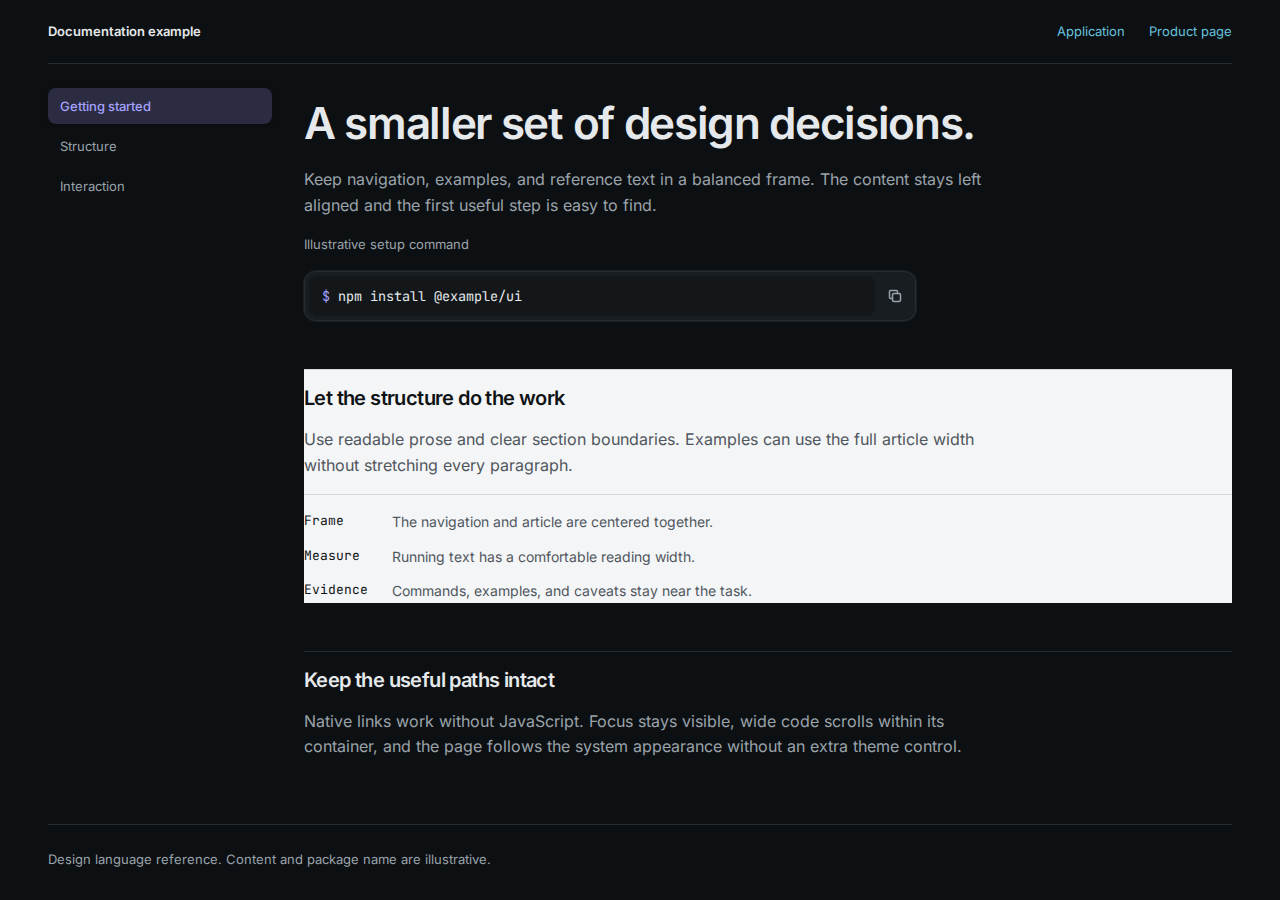 Documentation example
Application
Product page
Getting started
Structure
Interaction
A smaller set of design decisions.
Keep navigation, examples, and reference text in a balanced frame. The content stays left
aligned and the first useful step is easy to find.
Illustrative setup command
$ npm install @example/ui
Let the structure do the work
Use readable prose and clear section boundaries. Examples can use the full article width
without stretching every paragraph.
Frame The navigation and article are centered together.
Measure Running text has a comfortable reading width.
Evidence Commands, examples, and caveats stay near the task.
Keep the useful paths intact
Native links work without JavaScript. Focus stays visible, wide code scrolls within its
container, and the page follows the system appearance without an extra theme control.
Design language reference. Content and package name are illustrative.